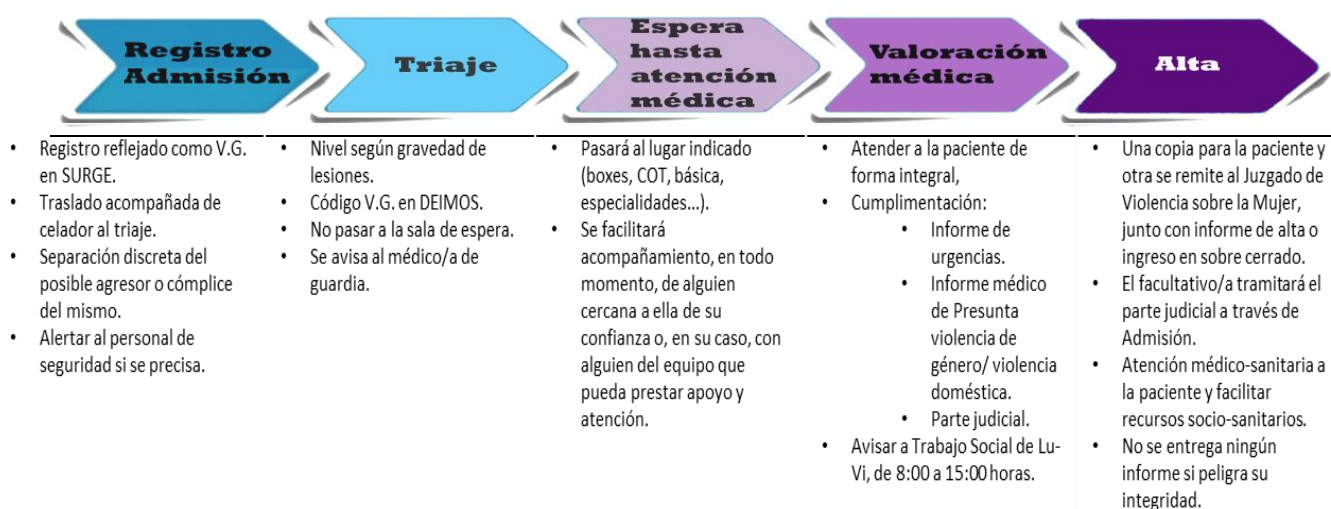 Registro
Admisión
Triaje
Espera
hasta
atención
médica
Valoración
médica
Alta
• Registro reflejado como V.G.
en SURGE.
• Traslado acompañada de
celador al triaje.
• Separación discreta del
posible agresor o cómplice
del mismo.
• Alertar al personal de
seguridad si se precisa.
• Nivel según gravedad de
lesiones.
• Código V.G. en DEIMOS.
• No pasar a la sala de espera.
• Se avisa al médico/a de
guardia.
• Pasará al lugar indicado
(boxes, COT, básica,
especialidades...).
• Se facilitará
acompañamiento, en todo
momento, de alguien
cercana a ella de su
confianza o, en su caso, con
alguien del equipo que
pueda prestar apoyo y
atención.
• Atender a la paciente de
forma integral,
• Cumplimentación:
• Informe de
urgencias.
• Informe médico
de Presunta
violencia de
género/ violencia
doméstica.
• Parte judicial.
• Avisar a Trabajo Social de Lu-
Vi, de 8:00 a 15:00 horas.
• Una copia para la paciente y
otra se remite al Juzgado de
Violencia sobre la Mujer,
junto con informe de alta o
ingreso en sobre cerrado.
• El facultativo/a tramitará el
parte judicial a través de
Admisión.
• Atención médico-sanitaria a
la paciente y facilitar
recursos socio-sanitarios.
• No se entrega ningún
informe si peligra su
integridad.